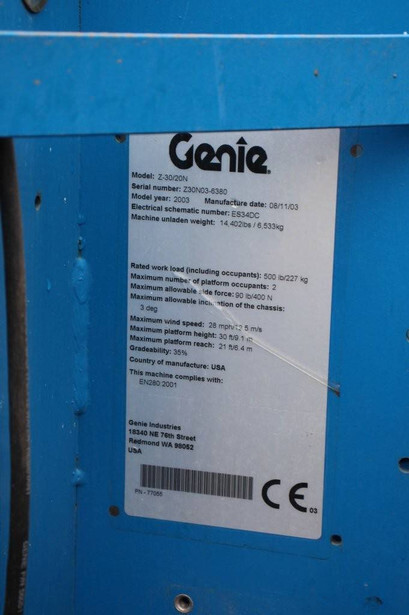 Genie
Model: Z-30/20N
Serial number: Z30N03-6380
Model year: 2003 Manufacture date: 08/11/03
Electrical schematic number: ES34DC
Machine unladen weight: 14,402lbs / 6,533kg
Rated work load (including occupants): 500 lb/227 kg
Maximum number of platform occupants: 2
Maximum allowable side force: 90 lb/400 N
Maximum allowable inclination of the chassis:
3 deg
Maximum wind speed: 28 mph/12.5 m/s
Maximum platform height: 30 ft/9.1 m
Maximum platform reach: 21 ft/6.4 m
Gradeability: 35%
Country of manufacture: USA
This machine complies with:
EN280:2001
Genie Industries
18340 NE 76th Street
Redmond WA 98052
USA
PN - 77055
CE 03